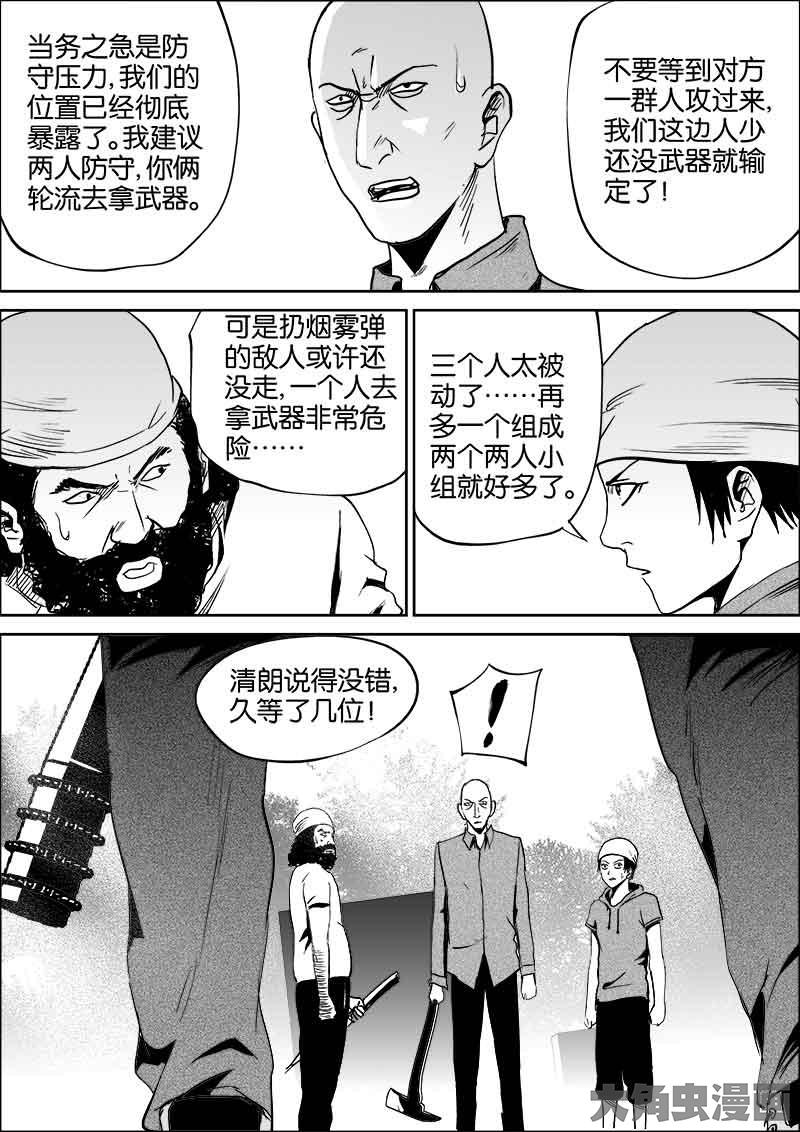 当务之急是防
守压力，我们的
位置已经彻底
暴露了。我建议
两人防守，你俩
轮流去拿武器。
不要等到对方
一群人攻过来，
我们这边人少
还没武器就输
定了！
可是扔烟雾弹
的敌人或许还
没走，一个人去
拿武器非常危
险……
三个人太被
动了……再
多一个组成
两个两人小
组就好多了。
清朗说得没错，
久等了几位！
！
大角虫漫画